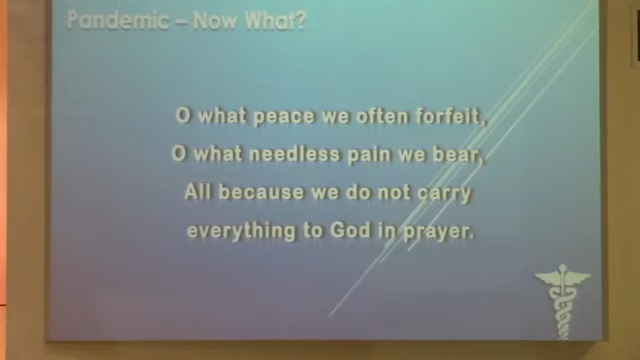 Pandemic – Now What?
O what peace we often forfeit,
O what needless pain we bear,
All because we do not carry
everything to God in prayer.